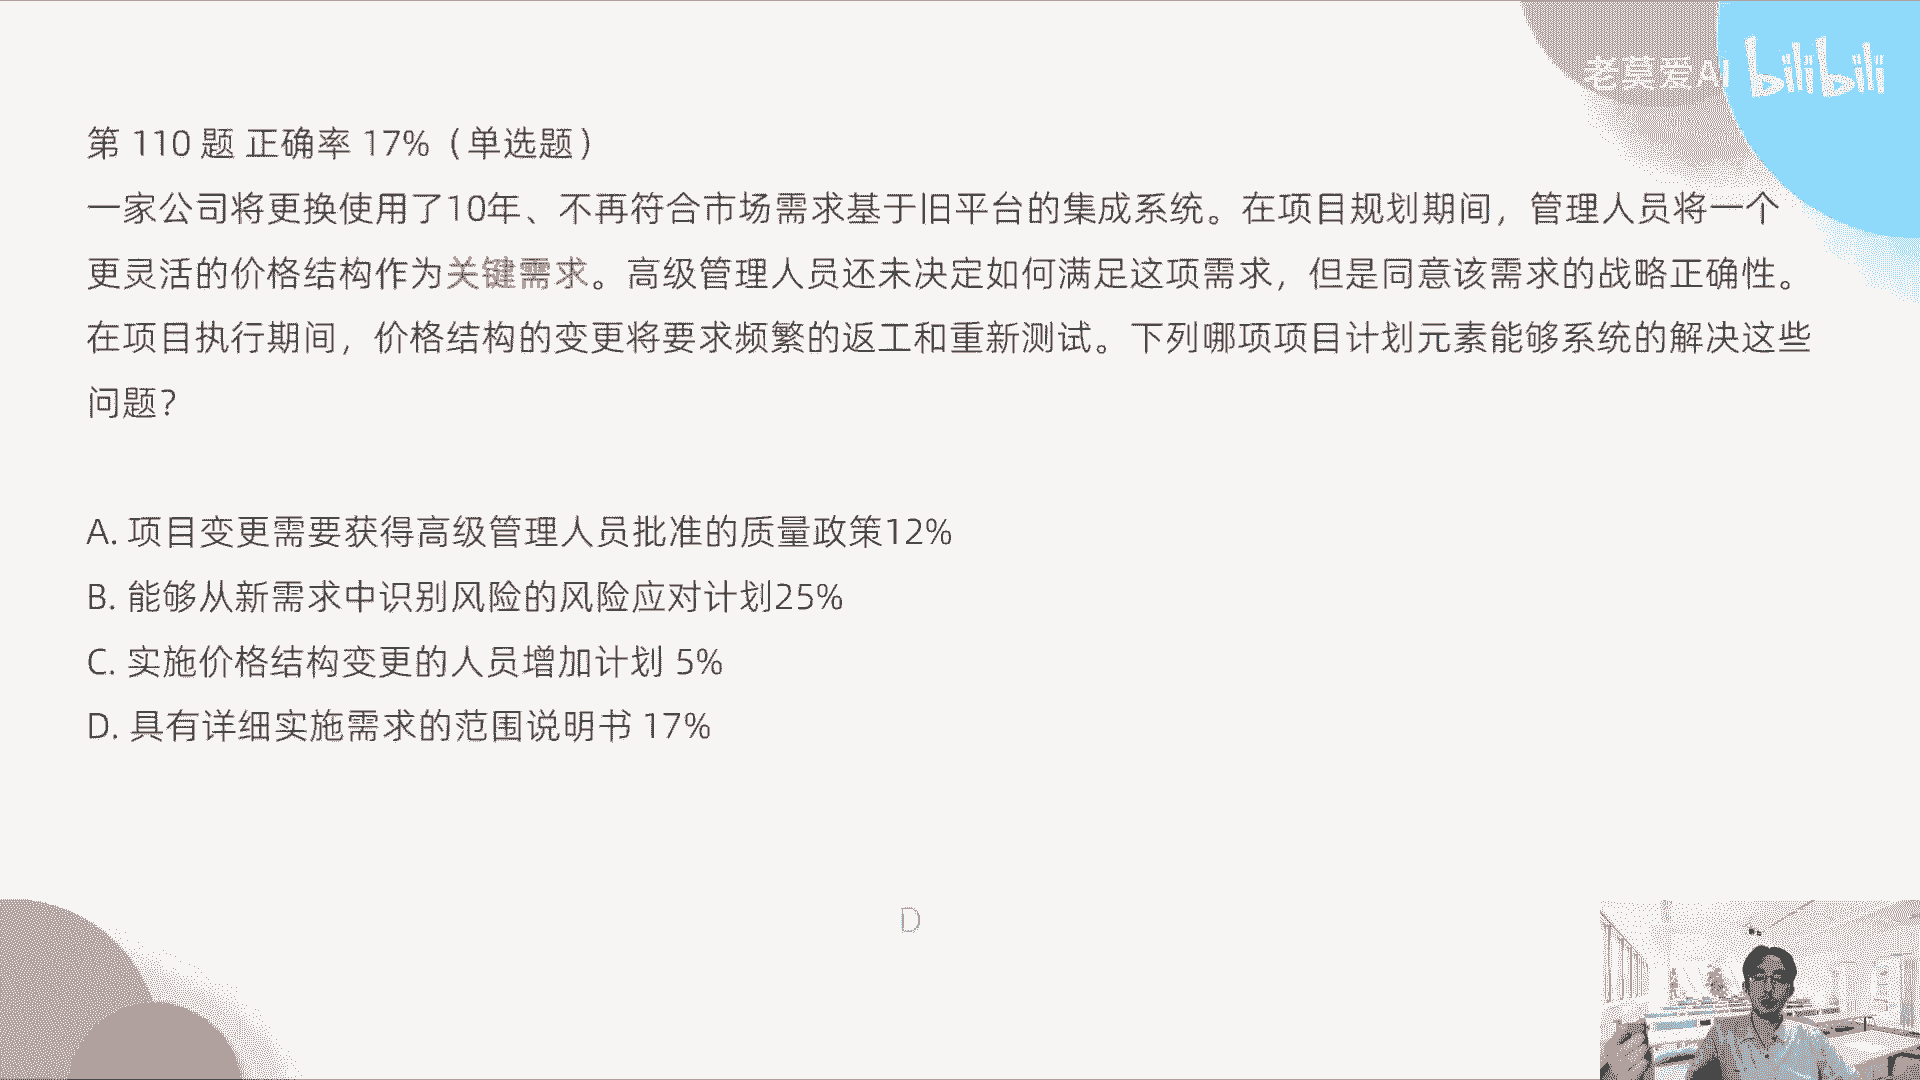 老莫爱AI bilibili
第 110 题 正确率 17%（单选题）
一家公司将更换使用了10年、不再符合市场需求基于旧平台的集成系统。在项目规划期间，管理人员将一个
更灵活的价格结构作为关键需求。高级管理人员还未决定如何满足这项需求，但是同意该需求的战略正确性。
在项目执行期间，价格结构的变更将要求频繁的返工和重新测试。下列哪项项目计划元素能够系统的解决这些
问题？
A. 项目变更需要获得高级管理人员批准的质量政策12%
B. 能够从新需求中识别风险的风险应对计划25%
C. 实施价格结构变更的人员增加计划 5%
D. 具有详细实施需求的范围说明书 17%
D